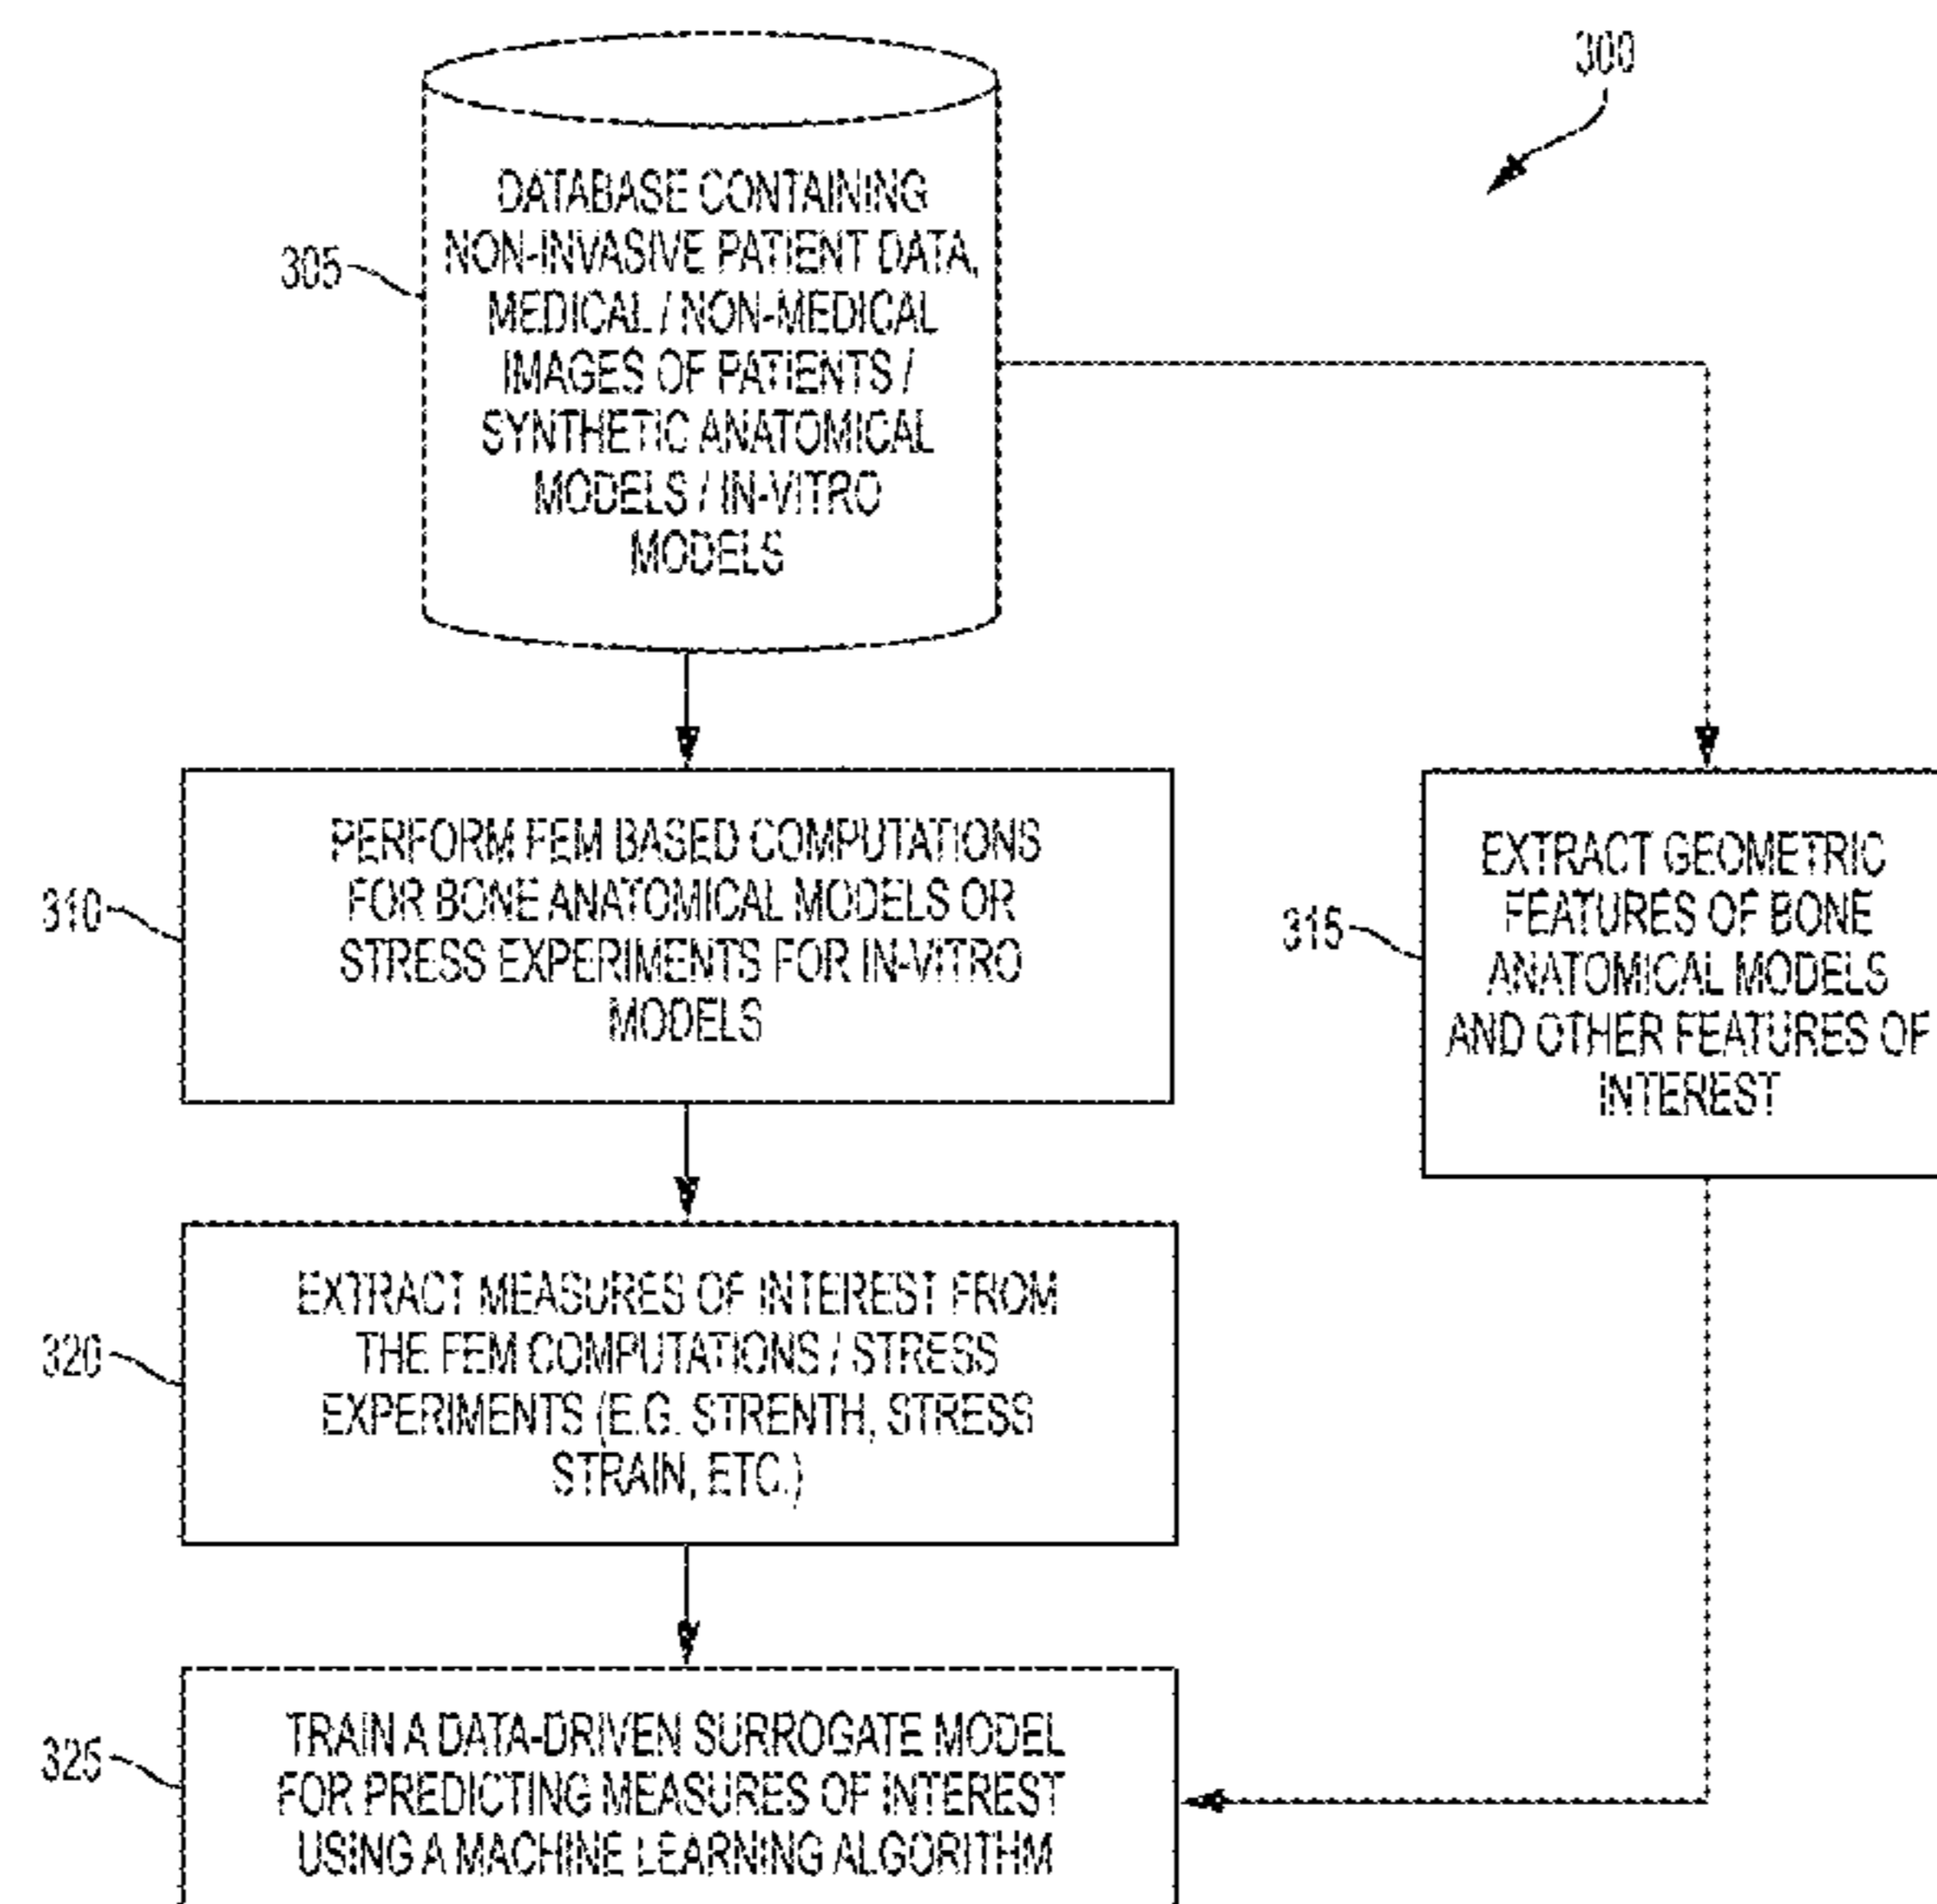 300
DATABASE CONTAINING
NON-INVASIVE PATIENT DATA,
MEDICAL / NON-MEDICAL
IMAGES OF PATIENTS /
SYNTHETIC ANATOMICAL
MODELS / IN-VITRO
MODELS
305
PERFORM FEM BASED COMPUTATIONS
FOR BONE ANATOMICAL MODELS OR
STRESS EXPERIMENTS FOR IN-VITRO
MODELS
310
EXTRACT GEOMETRIC
FEATURES OF BONE
ANATOMICAL MODELS
AND OTHER FEATURES OF
INTEREST
315
EXTRACT MEASURES OF INTEREST FROM
THE FEM COMPUTATIONS / STRESS
EXPERIMENTS (E.G. STRENTH, STRESS
STRAIN, ETC.)
320
TRAIN A DATA-DRIVEN SURROGATE MODEL
FOR PREDICTING MEASURES OF INTEREST
USING A MACHINE LEARNING ALGORITHM
325